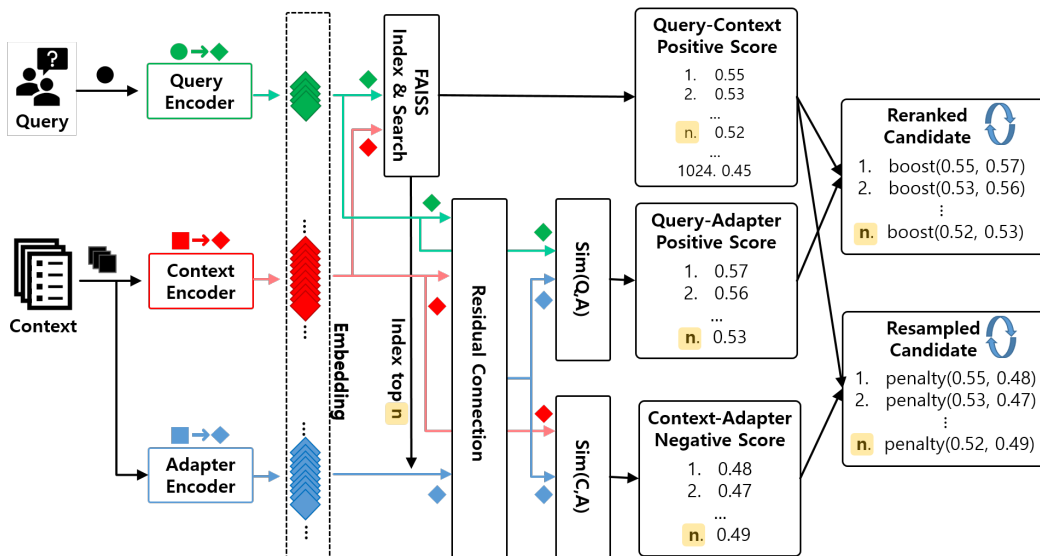 Query
Query
Encoder
Context
Context
Encoder
Adapter
Encoder
...
...
...
...
Embedding
FAISS
Index & Search
Index top n
Residual Connection
Sim(Q,A)
Sim(C,A)
Query-Context
Positive Score
1. 0.55
2. 0.53
...
n. 0.52
...
1024. 0.45
Query-Adapter
Positive Score
1. 0.57
2. 0.56
...
n. 0.53
Context-Adapter
Negative Score
1. 0.48
2. 0.47
...
n. 0.49
Reranked
Candidate
1. boost(0.55, 0.57)
2. boost(0.53, 0.56)
⋮
n. boost(0.52, 0.53)
Resampled
Candidate
1. penalty(0.55, 0.48)
2. penalty(0.53, 0.47)
⋮
n. penalty(0.52, 0.49)